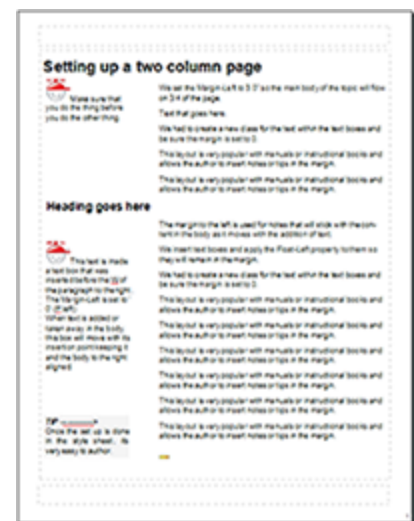 Setting up a two column page
Make sure that
you do the thing before
you do the other thing.
We set the Margin-Left to 3.0" so the main body of the topic will flow
on 3/4 of the page.
Text that goes here.
We had to create a new class for the text within the text boxes and
be sure the margin is set to 0.
This layout is very popular with manuals or instructional books and
allows the author to insert notes or tips in the margin.
This layout is very popular with manuals or instructional books and
allows the author to insert notes or tips in the margin.
Heading goes here
This text is inside
a text box that was
inserted before the W of
the paragraph to the right.
The Margin-Left is set to
0" (left)
When text is added or
taken away in the body,
this box will move with its
insertion point keeping it
and the body to the right
aligned.
TIP
Once the set up is done
in the style sheet, its
very easy to author.
The margin to the left is used for notes that will stick with the con-
tent in the body as it moves with the addition of text.
We insert text boxes and apply the Float-Left property to them so
they will remain in the margin.
We had to create a new class for the text within the text boxes and
be sure the margin is set to 0.
This layout is very popular with manuals or instructional books and
allows the author to insert notes or tips in the margin.
This layout is very popular with manuals or instructional books and
allows the author to insert notes or tips in the margin.
This layout is very popular with manuals or instructional books and
allows the author to insert notes or tips in the margin.
This layout is very popular with manuals or instructional books and
allows the author to insert notes or tips in the margin.
This layout is very popular with manuals or instructional books and
allows the author to insert notes or tips in the margin.
This layout is very popular with manuals or instructional books and
allows the author to insert notes or tips in the margin.